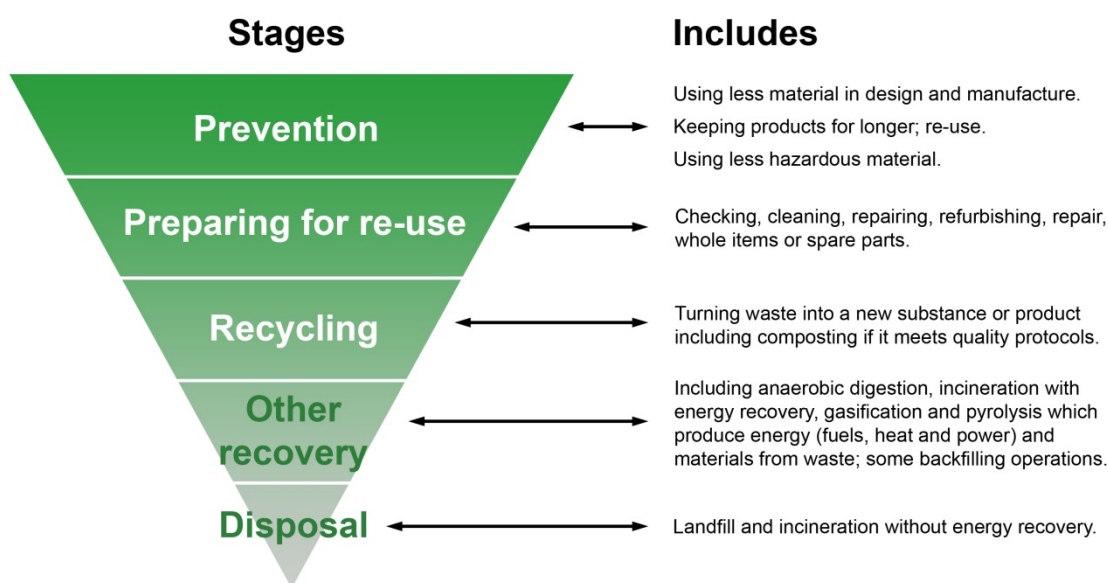 Stages
Includes
Prevention
Using less material in design and manufacture.
Keeping products for longer; re-use.
Using less hazardous material.
Preparing for re-use
Checking, cleaning, repairing, refurbishing, repair,
whole items or spare parts.
Recycling
Turning waste into a new substance or product
including composting if it meets quality protocols.
Other
recovery
Including anaerobic digestion, incineration with
energy recovery, gasification and pyrolysis which
produce energy (fuels, heat and power) and
materials from waste; some backfilling operations.
Disposal
Landfill and incineration without energy recovery.